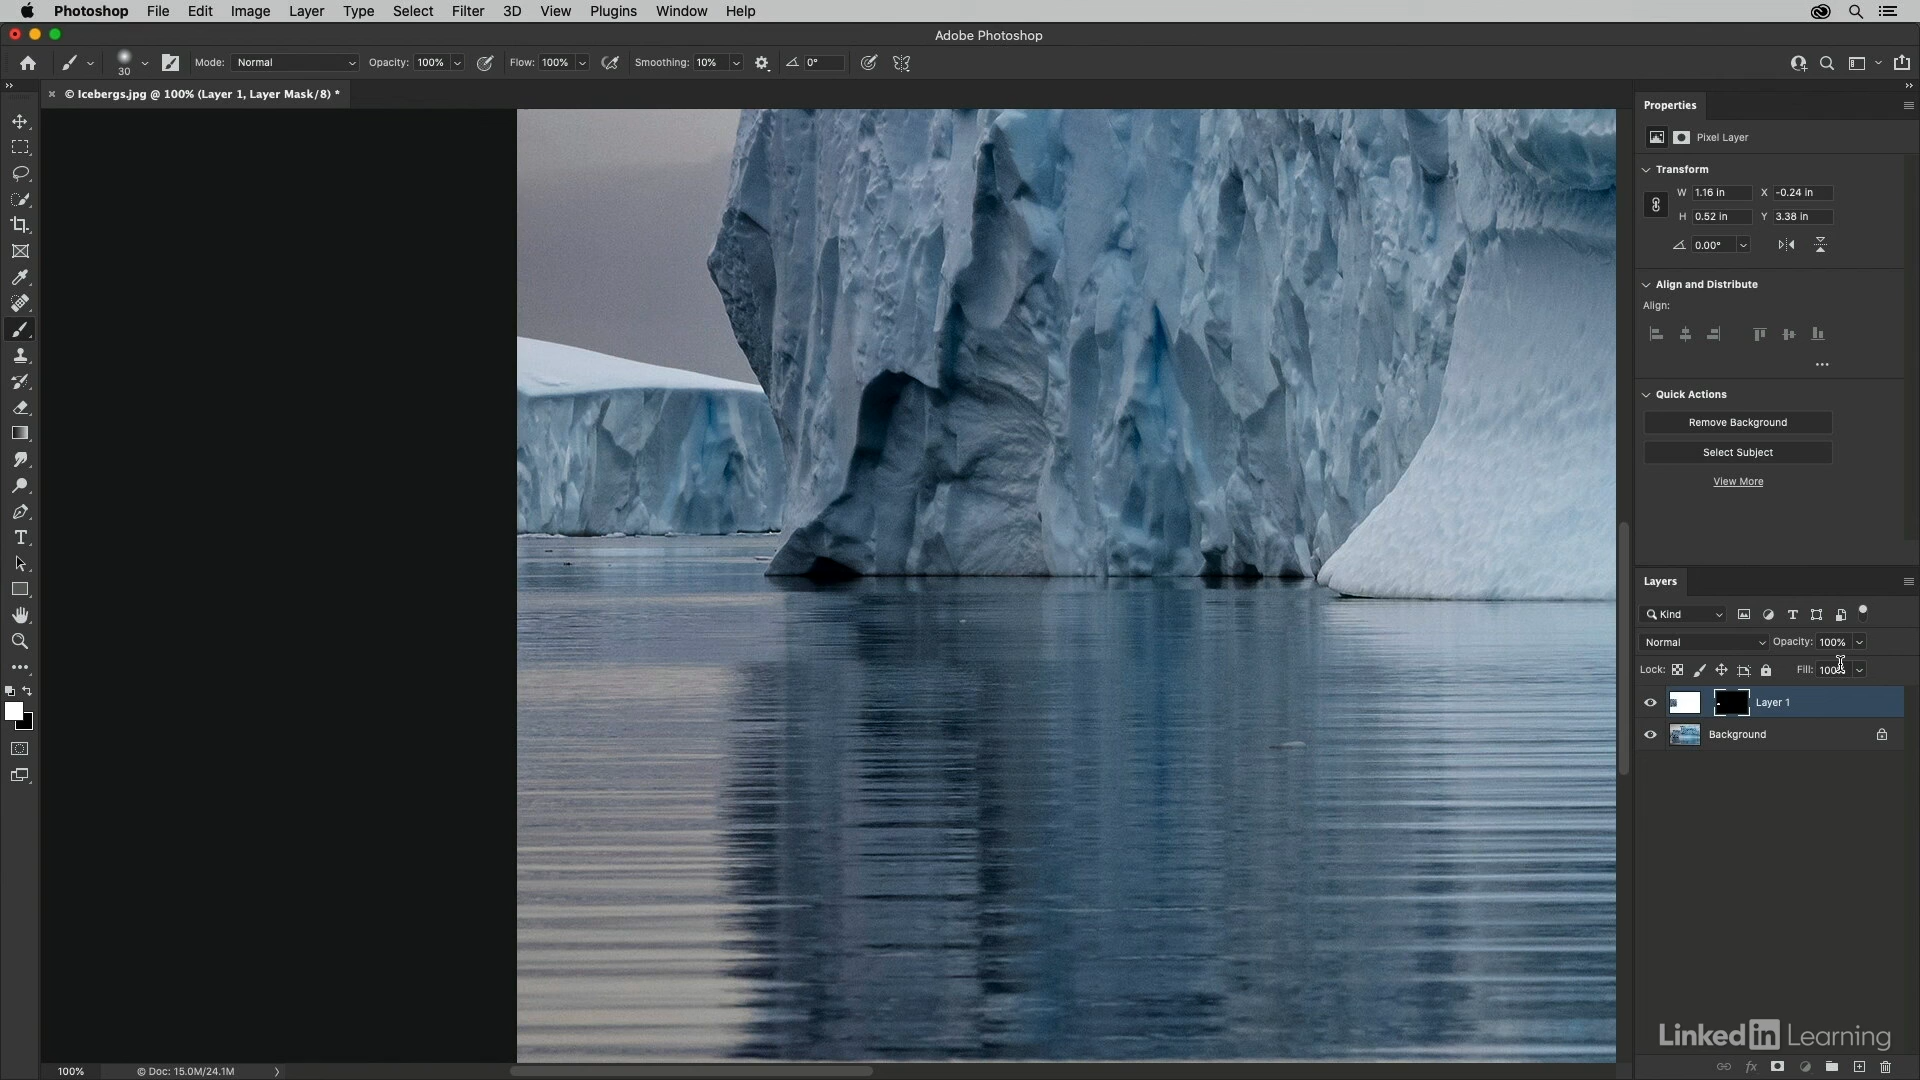 Photoshop File Edit Image Layer Type Select Filter 3D View Plugins Window Help
Adobe Photoshop
30 Mode: Normal Opacity: 100% Flow: 100% Smoothing: 10% 0°
© Icebergs.jpg @ 100% (Layer 1, Layer Mask/8) *
Properties
Pixel Layer
Transform
W 1.16 in X -0.24 in
H 0.52 in Y 3.38 in
0.00°
Align and Distribute
Align:
Quick Actions
Remove Background
Select Subject
View More
Layers
Kind
Normal Opacity: 100%
Lock: Fill: 100%
Layer 1
Background
LinkedIn Learning
100% © Doc: 15.0M/24.1M